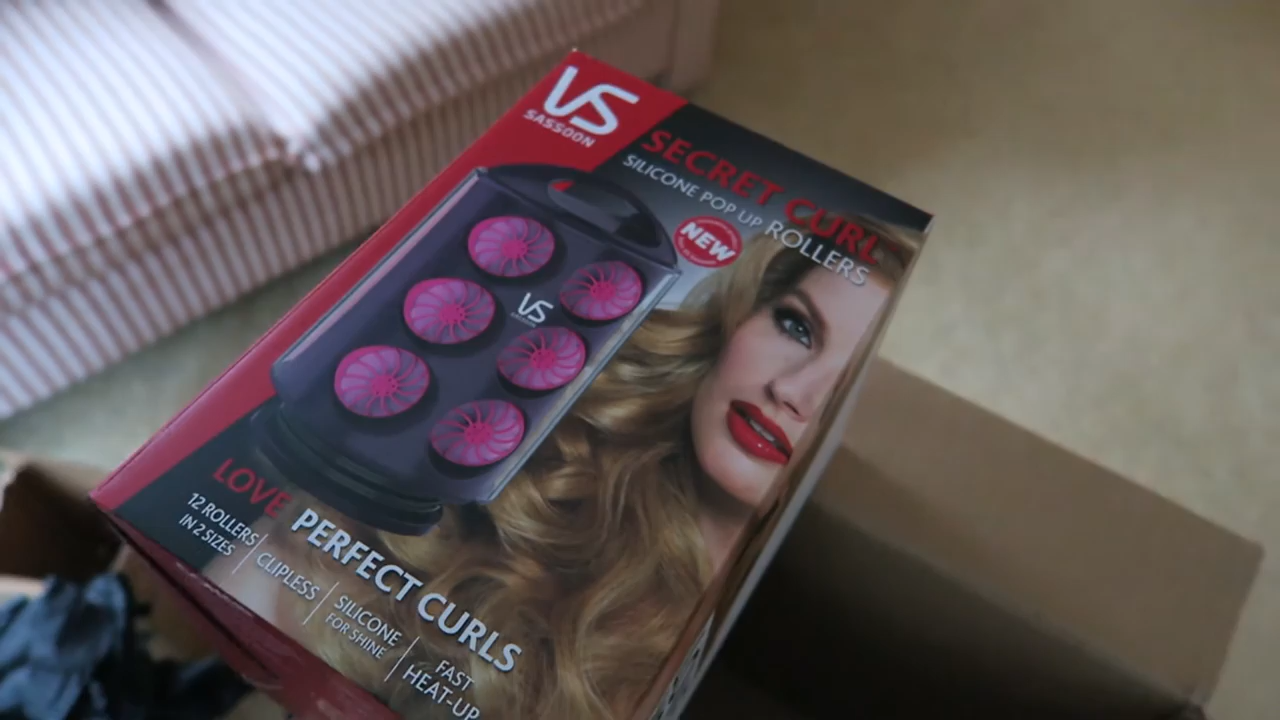 VS
SASSOON
SECRET CURL
SILICONE POP UP ROLLERS
NEW
VS
LOVE PERFECT CURLS
12 ROLLERS
IN 2 SIZES
CLIPLESS
SILICONE
FOR SHINE
FAST
HEAT-UP